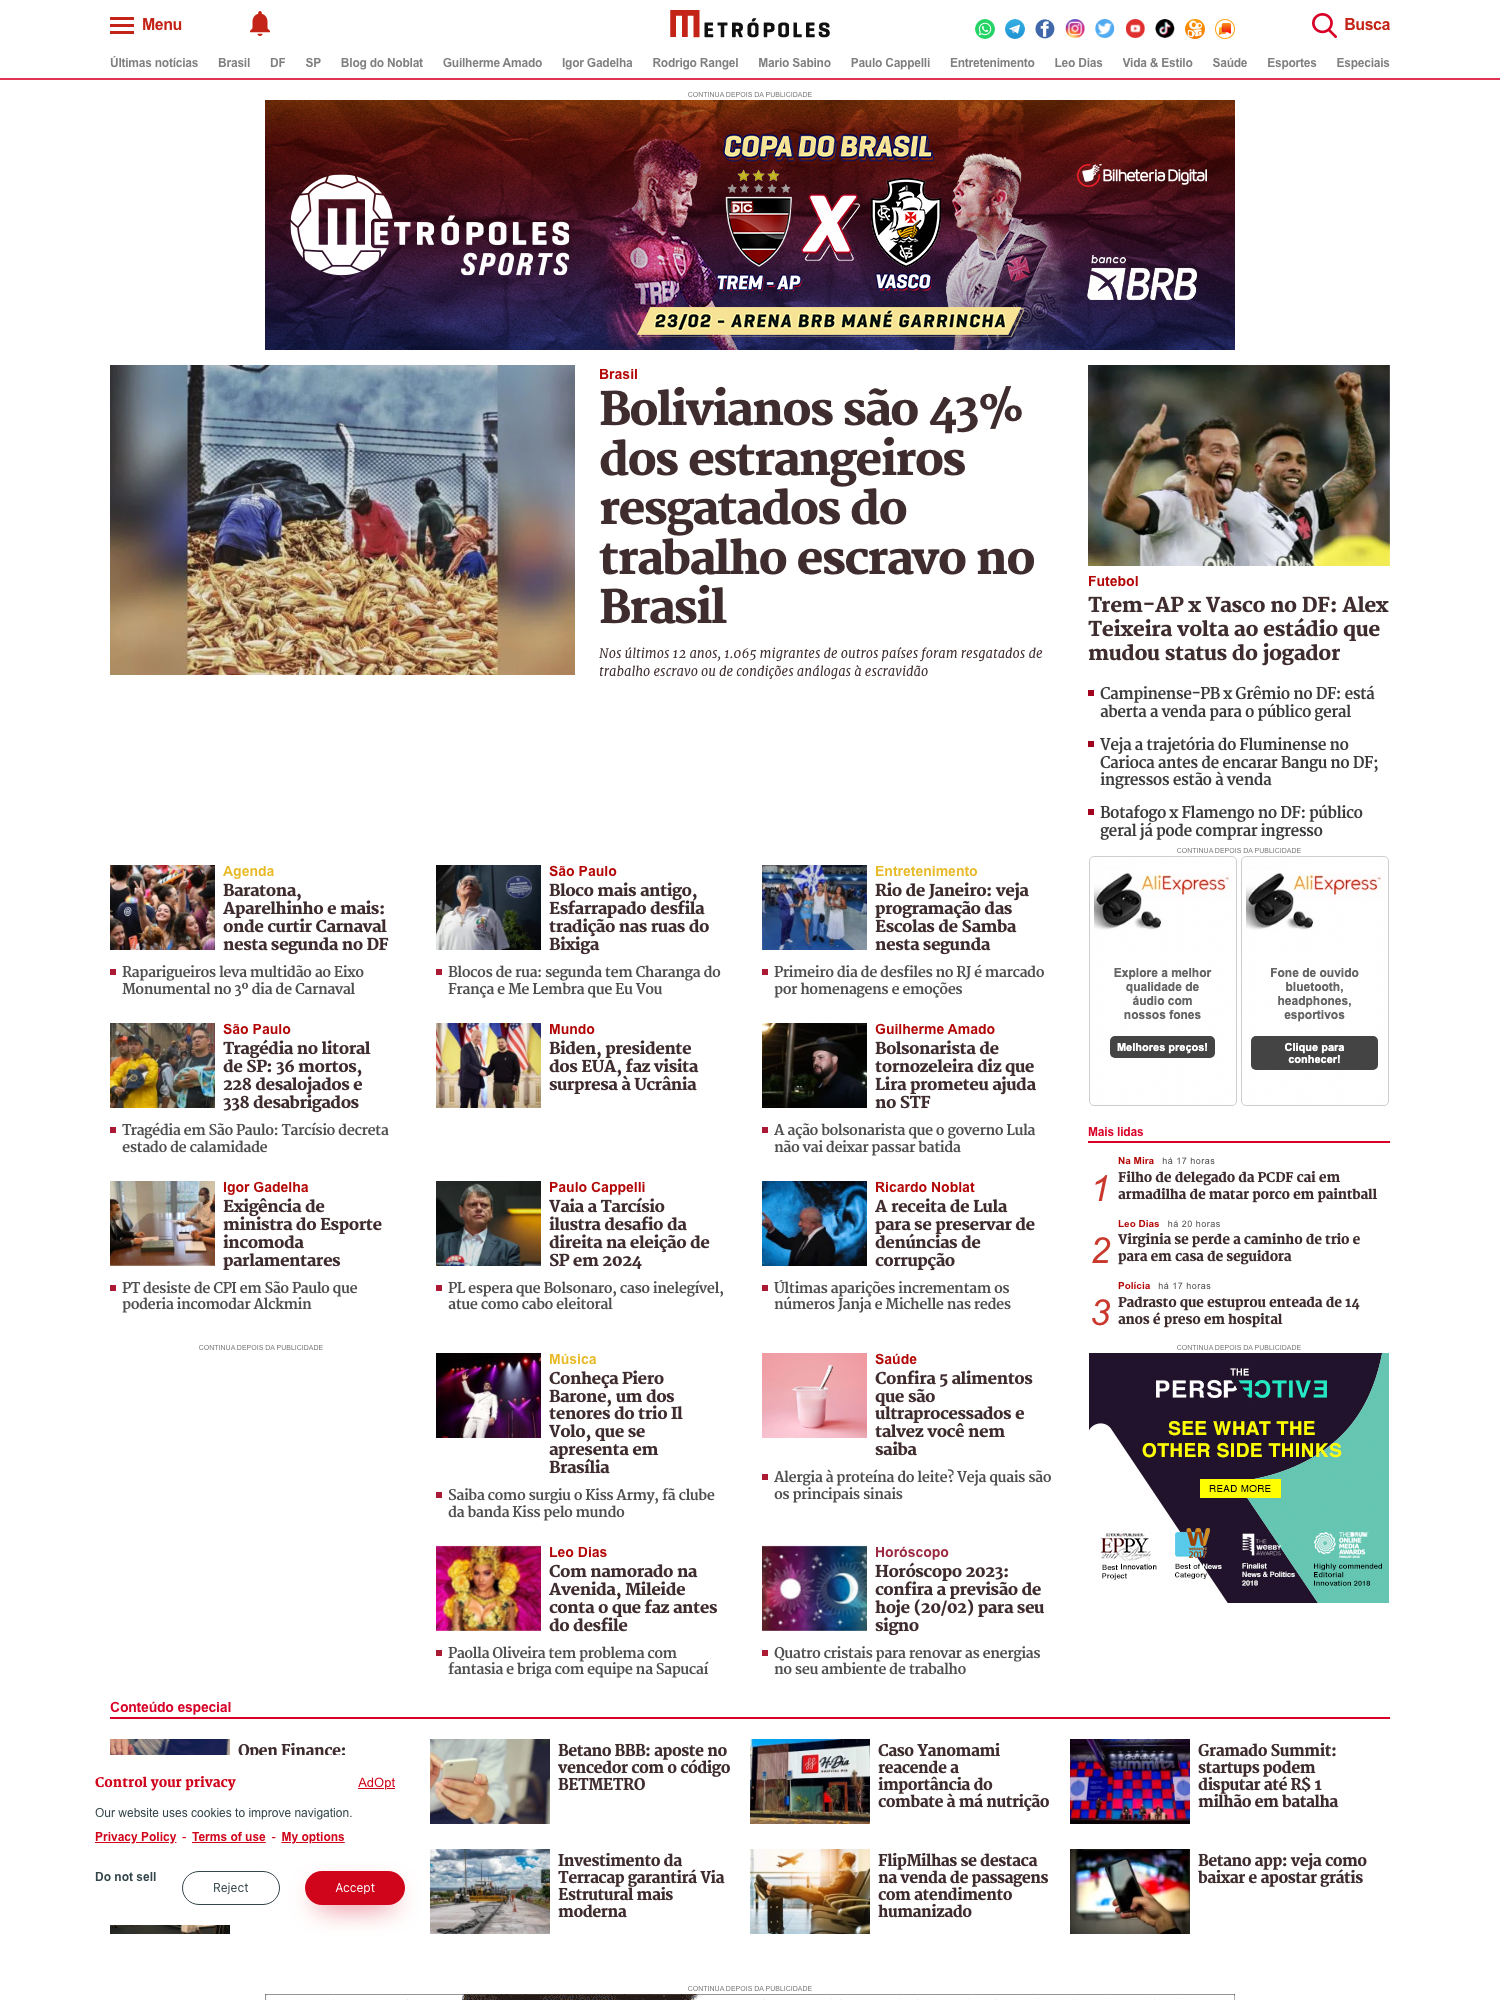 Menu
METRÓPOLES
Busca
Últimas notícias Brasil DF SP Blog do Noblat Guilherme Amado Igor Gadelha Rodrigo Rangel Mario Sabino Paulo Cappelli Entretenimento Leo Dias Vida & Estilo Saúde Esportes Especiais
CONTINUA DEPOIS DA PUBLICIDADE
METRÓPOLES
SPORTS
COPA DO BRASIL
TREM - AP
X
VASCO
23/02 - ARENA BRB MANÉ GARRINCHA
Bilheteria Digital
banco
BRB
Brasil
Bolivianos são 43%
dos estrangeiros
resgatados do
trabalho escravo no
Brasil
Nos últimos 12 anos, 1.065 migrantes de outros países foram resgatados de
trabalho escravo ou de condições análogas à escravidão
Futebol
Trem-AP x Vasco no DF: Alex
Teixeira volta ao estádio que
mudou status do jogador
Campinense-PB x Grêmio no DF: está
aberta a venda para o público geral
Veja a trajetória do Fluminense no
Carioca antes de encarar Bangu no DF;
ingressos estão à venda
Botafogo x Flamengo no DF: público
geral já pode comprar ingresso
Agenda
Baratona,
Aparelhinho e mais:
onde curtir Carnaval
nesta segunda no DF
Raparigueiros leva multidão ao Eixo
Monumental no 3º dia de Carnaval
São Paulo
Bloco mais antigo,
Esfarrapado desfila
tradição nas ruas do
Bixiga
Blocos de rua: segunda tem Charanga do
França e Me Lembra que Eu Vou
Entretenimento
Rio de Janeiro: veja
programação das
Escolas de Samba
nesta segunda
Primeiro dia de desfiles no RJ é marcado
por homenagens e emoções
São Paulo
Tragédia no litoral
de SP: 36 mortos,
228 desalojados e
338 desabrigados
Tragédia em São Paulo: Tarcísio decreta
estado de calamidade
Mundo
Biden, presidente
dos EUA, faz visita
surpresa à Ucrânia
Guilherme Amado
Bolsonarista de
tornozeleira diz que
Lira prometeu ajuda
no STF
A ação bolsonarista que o governo Lula
não vai deixar passar batida
Igor Gadelha
Exigência de
ministra do Esporte
incomoda
parlamentares
PT desiste de CPI em São Paulo que
poderia incomodar Alckmin
Paulo Cappelli
Vaia a Tarcísio
ilustra desafio da
direita na eleição de
SP em 2024
PL espera que Bolsonaro, caso inelegível,
atue como cabo eleitoral
Ricardo Noblat
A receita de Lula
para se preservar de
denúncias de
corrupção
Últimas aparições incrementam os
números Janja e Michelle nas redes
CONTINUA DEPOIS DA PUBLICIDADE
AliExpress
Explore a melhor
qualidade de
áudio com
nossos fones
Melhores preços!
AliExpress
Fone de ouvido
bluetooth,
headphones,
esportivos
Clique para
conhecer!
Mais lidas
1
Na Mira há 17 horas
Filho de delegado da PCDF cai em
armadilha de matar porco em paintball
2
Leo Dias há 20 horas
Virginia se perde a caminho de trio e
para em casa de seguidora
3
Polícia há 17 horas
Padrasto que estuprou enteada de 14
anos é preso em hospital
CONTINUA DEPOIS DA PUBLICIDADE
Música
Conheça Piero
Barone, um dos
tenores do trio Il
Volo, que se
apresenta em
Brasília
Saiba como surgiu o Kiss Army, fã clube
da banda Kiss pelo mundo
Saúde
Confira 5 alimentos
que são
ultraprocessados e
talvez você nem
saiba
Alergia à proteína do leite? Veja quais são
os principais sinais
CONTINUA DEPOIS DA PUBLICIDADE
THE
PERSPECTIVE
SEE WHAT THE
OTHER SIDE THINKS
READ MORE
EPPY
2017
Best Innovation
Project
W
2017
Best of News
Category
THE
WEBBY
AWARDS
Finalist
News & Politics
2018
THE DRUM
ONLINE
MEDIA
AWARDS
Highly commended
Editorial
Innovation 2018
Leo Dias
Com namorado na
Avenida, Mileide
conta o que faz antes
do desfile
Paolla Oliveira tem problema com
fantasia e briga com equipe na Sapucaí
Horóscopo
Horóscopo 2023:
confira a previsão de
hoje (20/02) para seu
signo
Quatro cristais para renovar as energias
no seu ambiente de trabalho
Conteúdo especial
Open Finance:
Betano BBB: aposte no
vencedor com o código
BETMETRO
Caso Yanomami
reacende a
importância do
combate à má nutrição
Gramado Summit:
startups podem
disputar até R$ 1
milhão em batalha
Investimento da
Terracap garantirá Via
Estrutural mais
moderna
FlipMilhas se destaca
na venda de passagens
com atendimento
humanizado
Betano app: veja como
baixar e apostar grátis
Control your privacy
AdOpt
Our website uses cookies to improve navigation.
Privacy Policy - Terms of use - My options
Do not sell
Reject
Accept
CONTINUA DEPOIS DA PUBLICIDADE